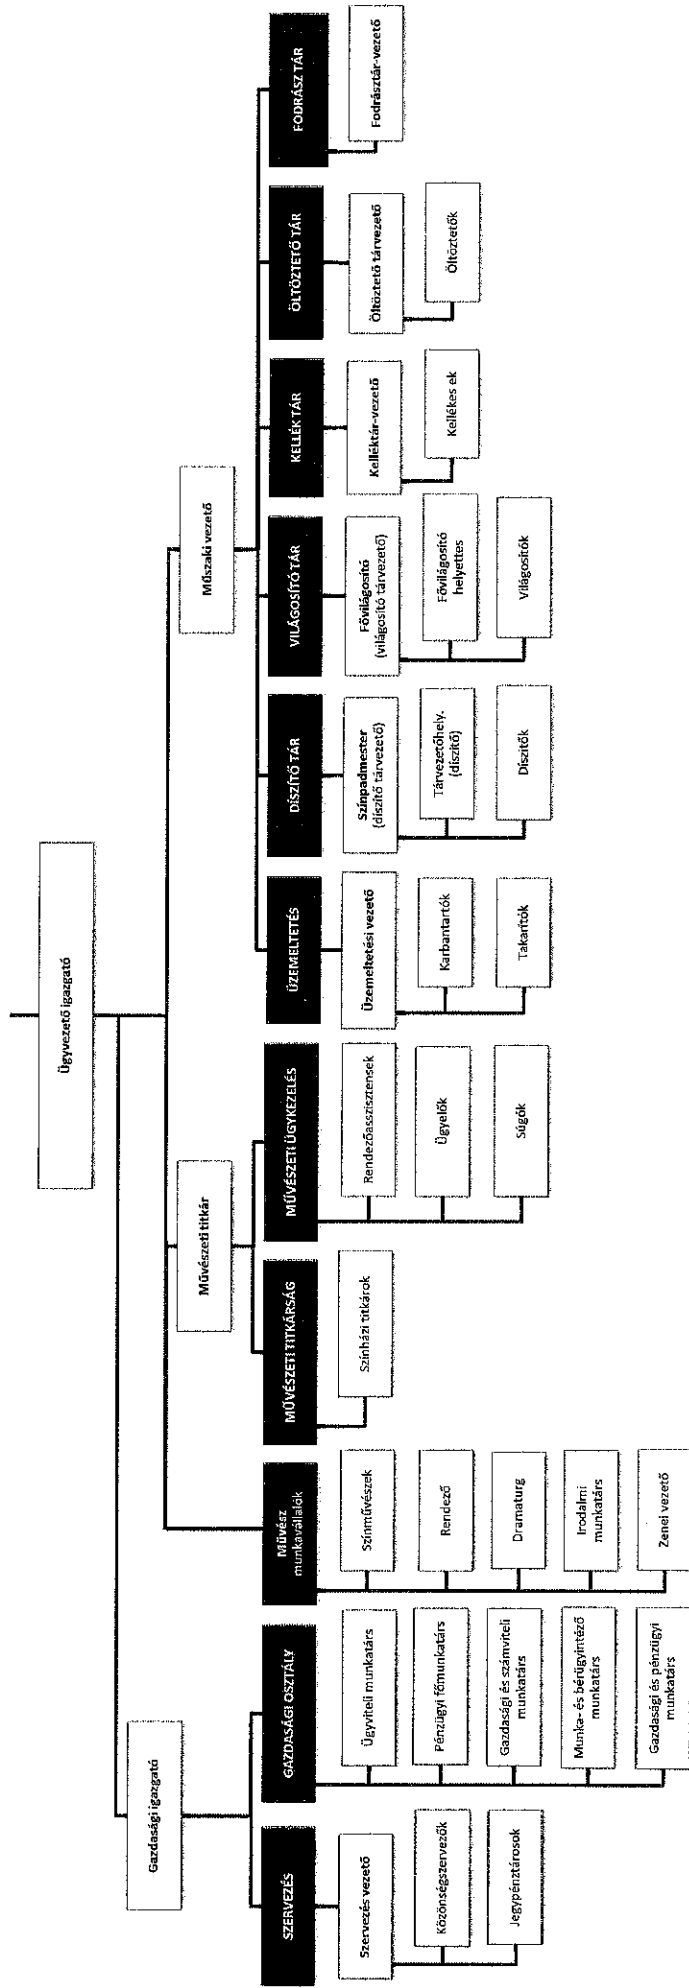 Ügyvezető igazgató
Gazdasági igazgató
Művészeti titkár
Műszaki vezető
SZERVEZÉS
Szervezés vezető
Közönségszervezők
Jegypénztárosok
GAZDASÁGI OSZTÁLY
Ügyviteli munkatárs
Pénzügyi főmunkatárs
Gazdasági és számviteli
munkatárs
Munka- és bérügyintéző
munkatárs
Gazdasági és pénzügyi
munkatárs
Művész
munkavállalók
Színművészek
Rendező
Dramaturg
Irodalmi
munkatárs
Zenei vezető
MŰVÉSZETI TITKÁRSÁG
Színházi titkárok
MŰVÉSZETI ÜGYKEZELÉS
Rendezőasszisztensek
Ügyelők
Súgók
ÜZEMELTETÉS
Üzemeltetési vezető
Karbantartók
Takarítók
DÍSZÍTŐ TÁR
Színpadmester
(díszítő tárvezető)
Tárvezetőhely.
(díszítő)
Díszítők
VILÁGOSÍTÓ TÁR
Fővilágosító
(világosító tárvezető)
Fővilágosító
helyettes
Világosítók
KELLÉK TÁR
Kelléktár-vezető
Kellékes ek
ÖLTÖZTETŐ TÁR
Öltöztető tárvezető
Öltöztetők
FODRÁSZ TÁR
Fodrásztár-vezető